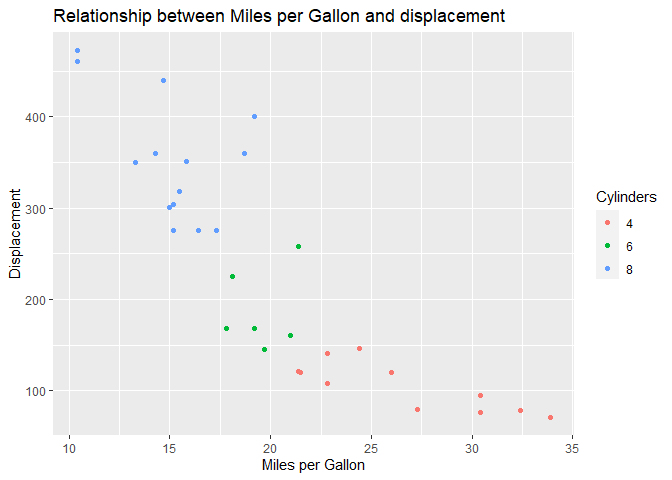 Relationship between Miles per Gallon and displacement
Displacement
400
300
200
100
10 15 20 25 30 35
Miles per Gallon
Cylinders
4
6
8